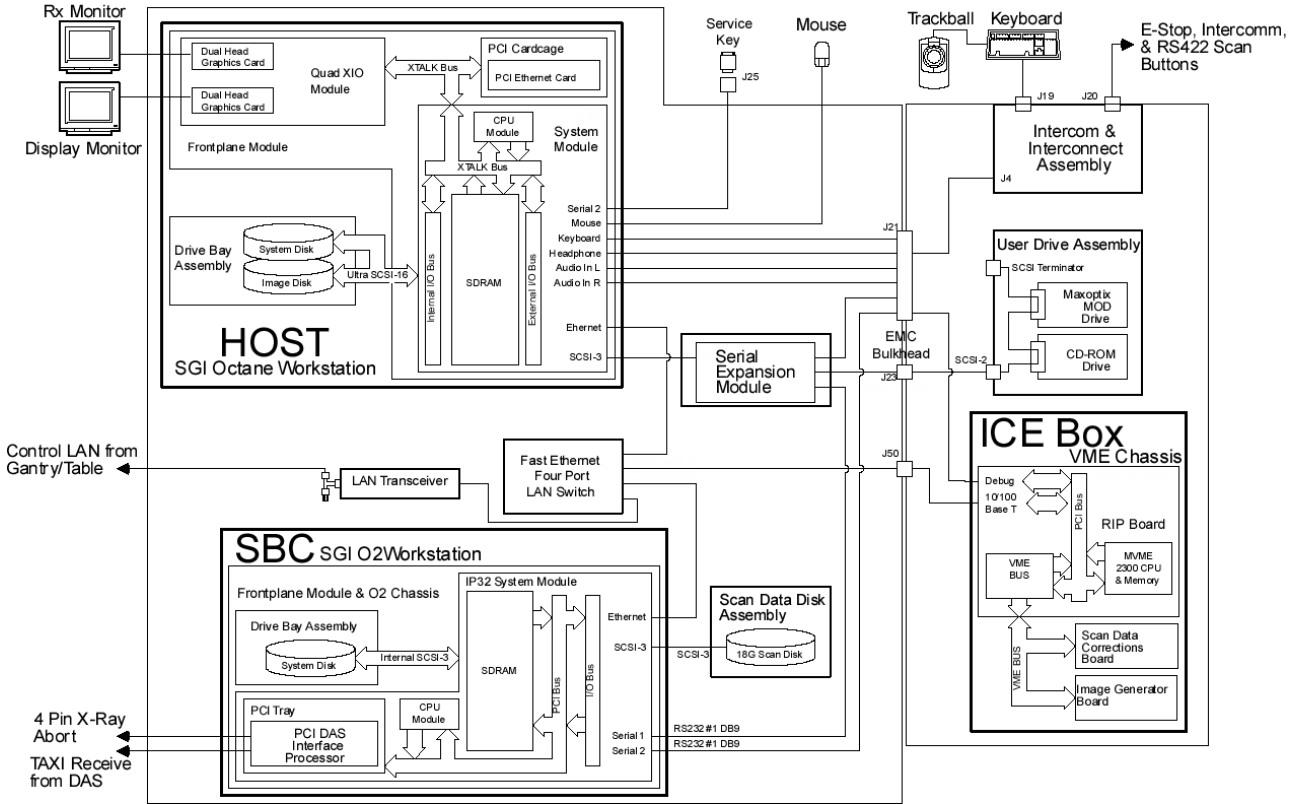 Rx Monitor
Display Monitor
Dual Head
Graphics Card
Dual Head
Graphics Card
Quad XIO
Module
Frontplane Module
XTALK Bus
PCI Cardcage
PCI Ethernet Card
CPU
Module
System
Module
XTALK Bus
Drive Bay
Assembly
System Disk
Image Disk
Ultra SCSI-16
Internal I/O Bus
SDRAM
External I/O Bus
Serial 2
Mouse
Keyboard
Headphone
Audio In L
Audio In R
Ehernet
SCSI-3
HOST
SGI Octane Workstation
Service
Key
J25
Mouse
Trackball
Keyboard
E-Stop, Intercomm,
& RS422 Scan
Buttons
J19
J20
Intercom &
Interconnect
Assembly
J4
J21
User Drive Assembly
SCSI Terminator
Maxoptix
MOD
Drive
CD-ROM
Drive
SCSI-2
EMC
Bulkhead
J23
J50
Serial
Expansion
Module
Control LAN from
Gantry/Table
LAN Transceiver
Fast Ethernet
Four Port
LAN Switch
ICE Box
VME Chassis
Debug
10/100
Base T
PCI Bus
RIP Board
VME
BUS
MVME
2300 CPU
& Memory
VME BUS
Scan Data
Corrections
Board
Image Generator
Board
SBC SGI O2Workstation
IP32 System Module
Frontplane Module & O2 Chassis
Drive Bay Assembly
System Disk
Internal SCSI-3
SDRAM
PCI Bus
I/O Bus
Ethernet
SCSI-3
SCSI-3
Scan Data Disk
Assembly
18G Scan Disk
PCI Tray
PCI DAS
Interface
Processor
CPU
Module
Serial 1
Serial 2
RS232 #1 DB9
RS232 #1 DB9
4 Pin X-Ray
Abort
TAXI Receive
from DAS